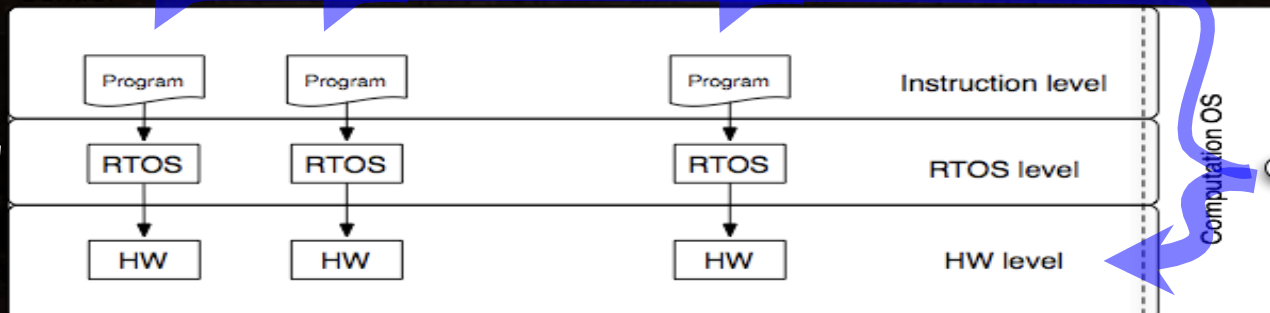 Program Program Program Instruction level
RTOS RTOS RTOS RTOS level
HW HW HW HW level
Computation OS